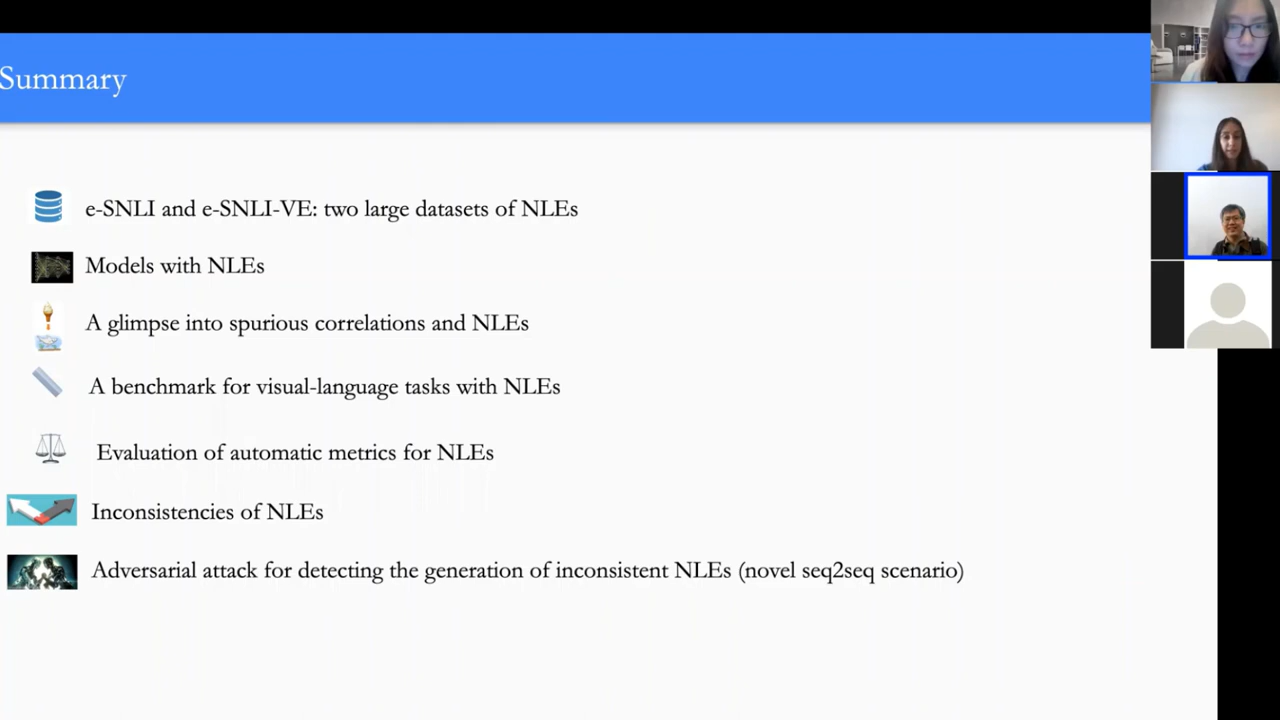 Summary
e-SNLI and e-SNLI-VE: two large datasets of NLEs
Models with NLEs
A glimpse into spurious correlations and NLEs
A benchmark for visual-language tasks with NLEs
Evaluation of automatic metrics for NLEs
Inconsistencies of NLEs
Adversarial attack for detecting the generation of inconsistent NLEs (novel seq2seq scenario)